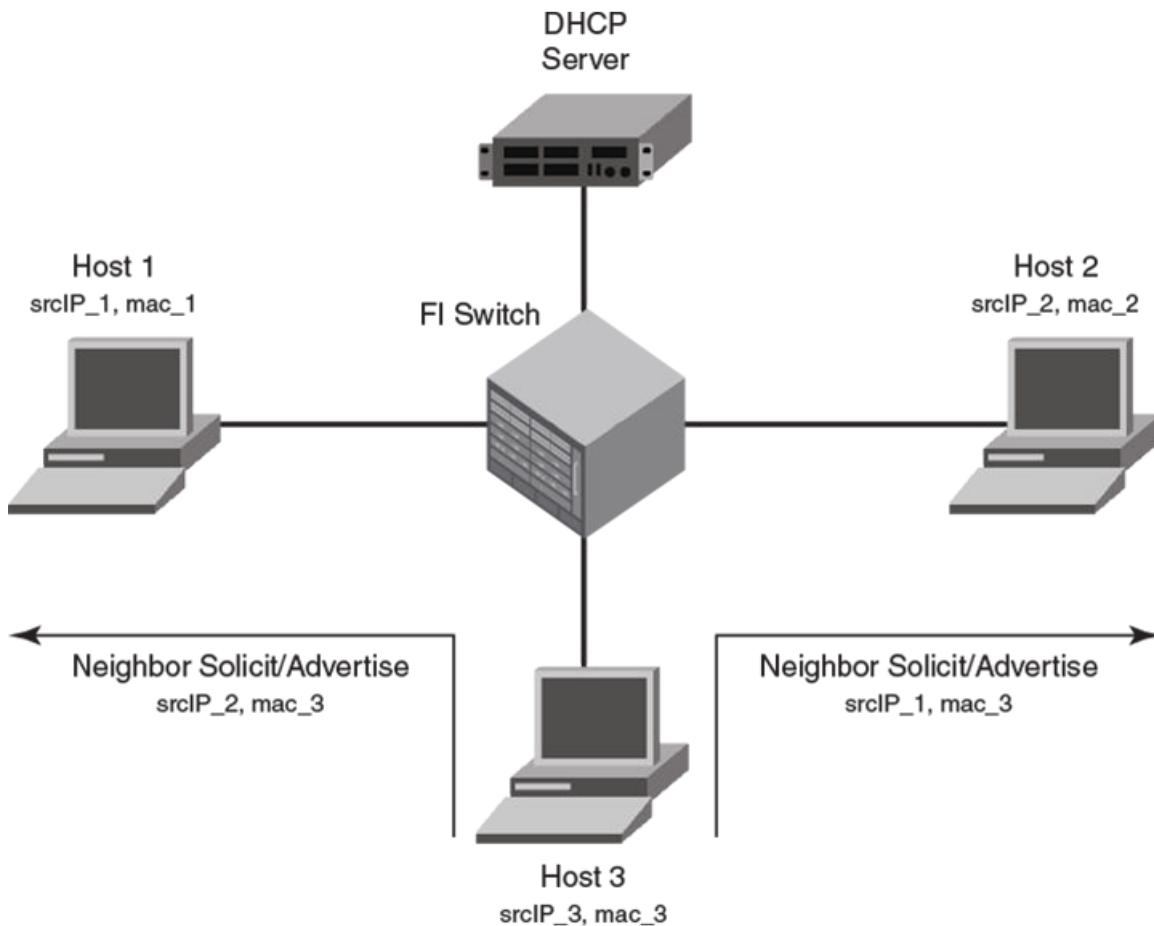 DHCP
Server
Host 1
srcIP_1, mac_1
Host 2
srcIP_2, mac_2
FI Switch
Neighbor Solicit/Advertise
srcIP_2, mac_3
Neighbor Solicit/Advertise
srcIP_1, mac_3
Host 3
srcIP_3, mac_3